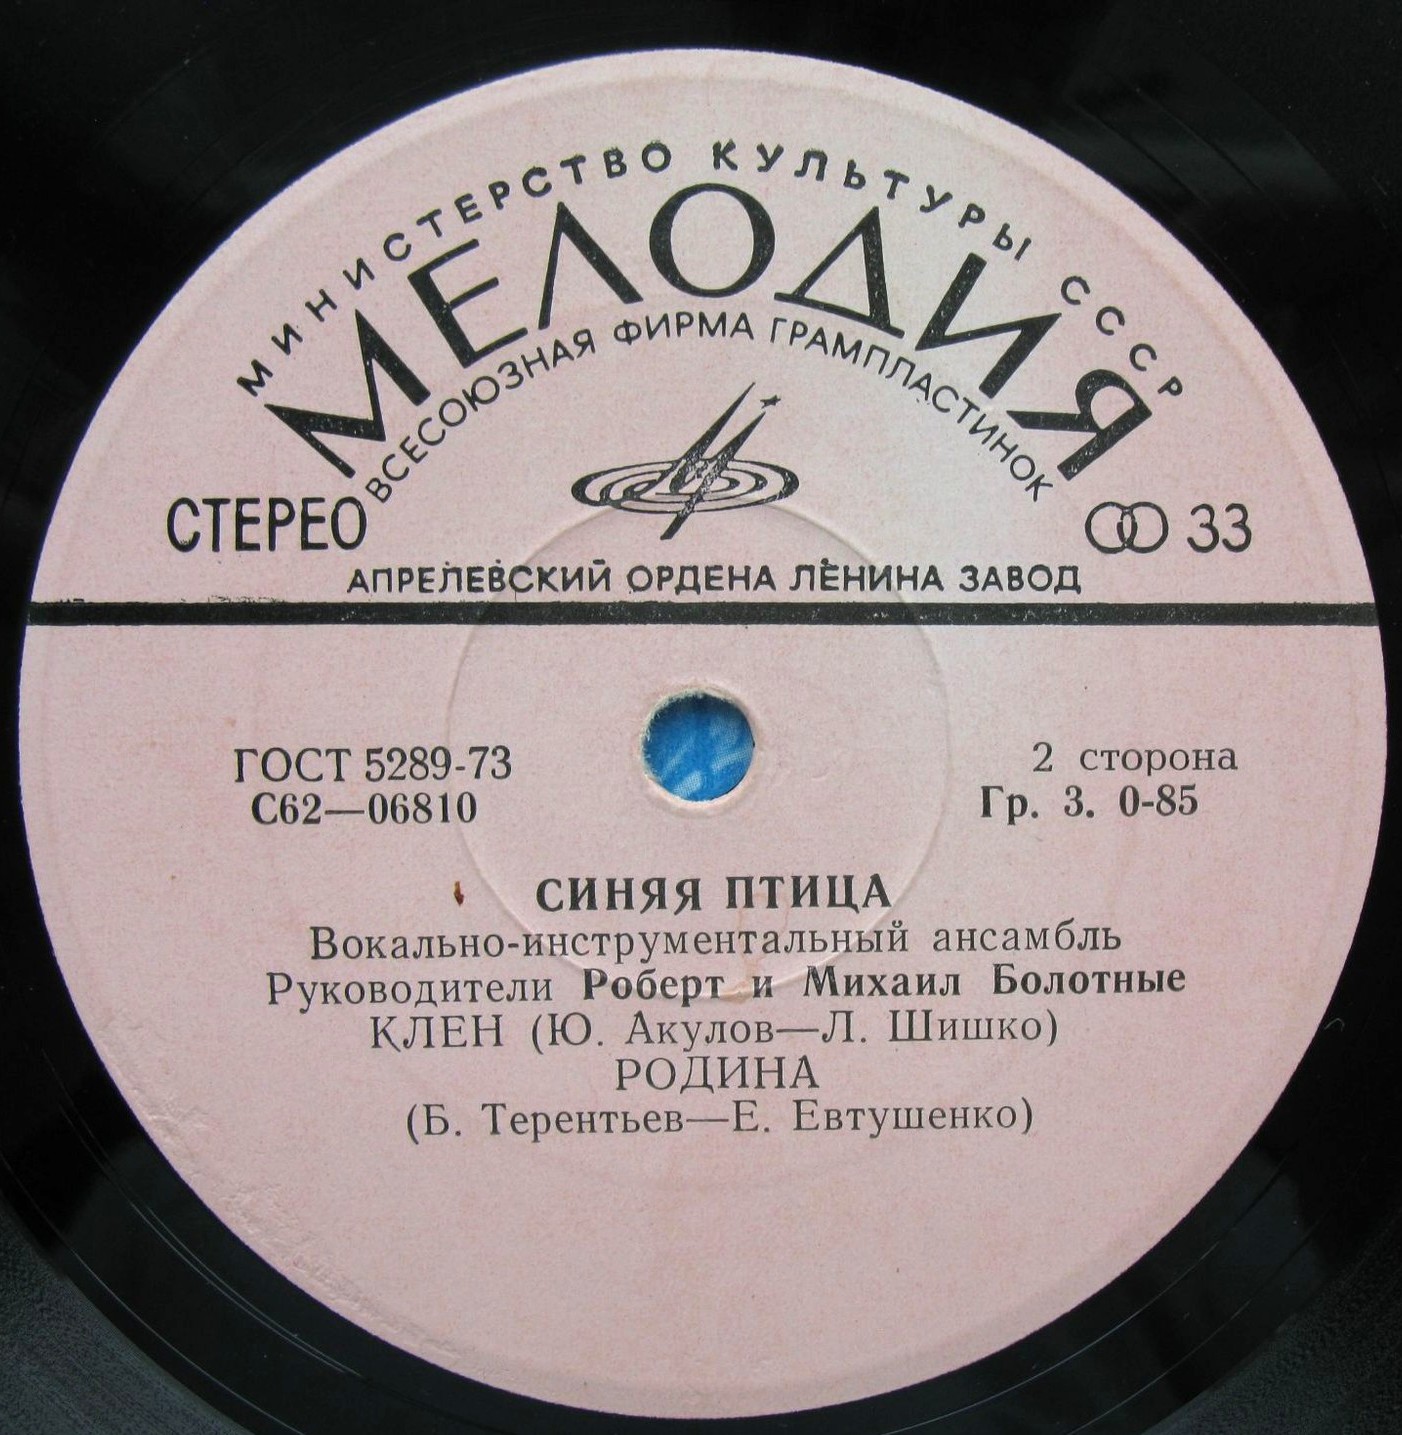 МИНИСТЕРСТВО КУЛЬТУРЫ СССР
МЕЛОДИЯ
ВСЕСОЮЗНАЯ ФИРМА ГРАМПЛАСТИНОК
СТЕРЕО
33
АПРЕЛЕВСКИЙ ОРДЕНА ЛЕНИНА ЗАВОД
ГОСТ 5289-73
2 сторона
С62—06810
Гр. 3. 0-85
СИНЯЯ ПТИЦА
Вокально-инструментальный ансамбль
Руководители Роберт и Михаил Болотные
КЛЕН (Ю. Акулов—Л. Шишко)
РОДИНА
(Б. Терентьев—Е. Евтушенко)